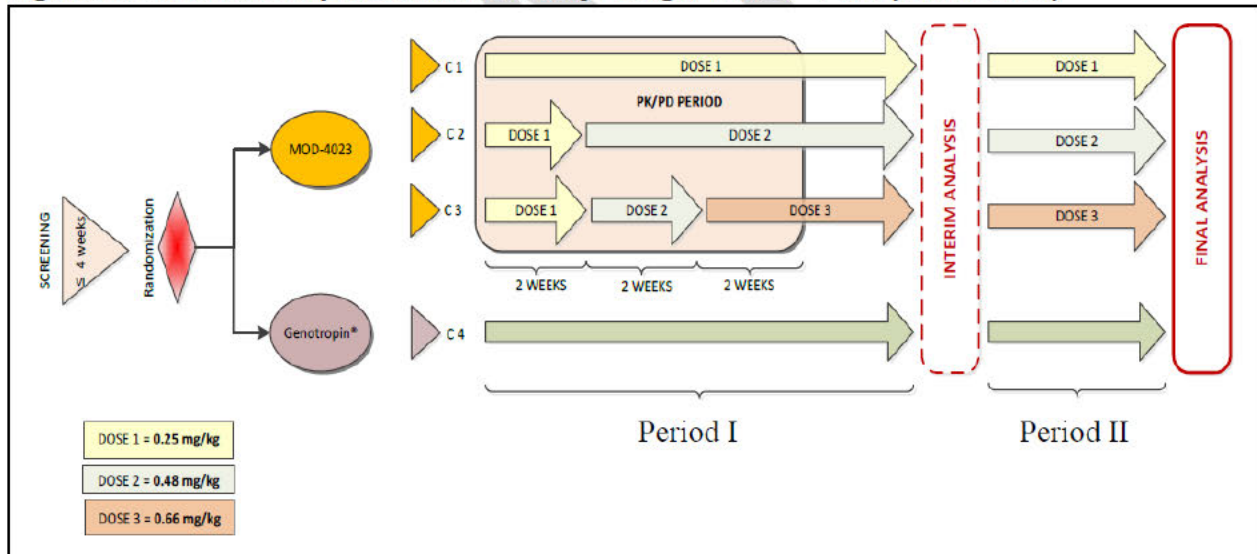 SCREENING
≤ 4 weeks
Randomization
MOD-4023
Genotropin®
C 1
DOSE 1
PK/PD PERIOD
C 2
DOSE 1
DOSE 2
C 3
DOSE 1
DOSE 2
DOSE 3
2 WEEKS
2 WEEKS
2 WEEKS
C 4
Period I
INTERIM ANALYSIS
DOSE 1
DOSE 2
DOSE 3
Period II
FINAL ANALYSIS
DOSE 1 = 0.25 mg/kg
DOSE 2 = 0.48 mg/kg
DOSE 3 = 0.66 mg/kg